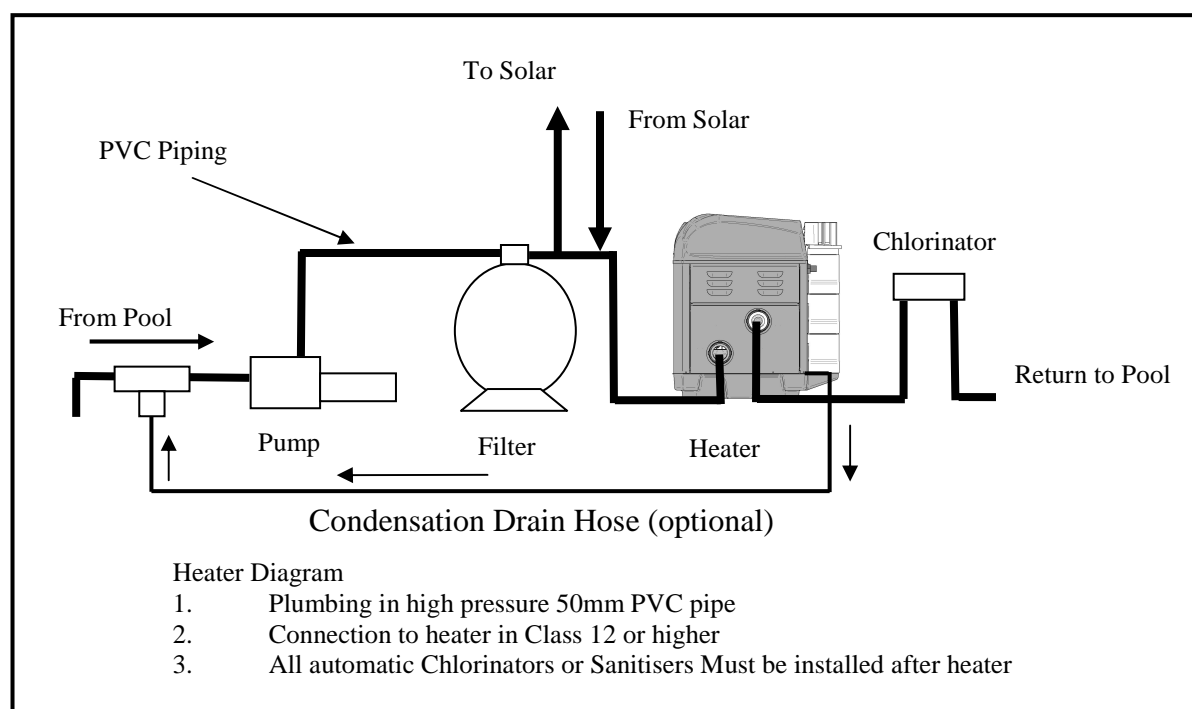 To Solar
From Solar
PVC Piping
Chlorinator
From Pool
Return to Pool
Pump
Filter
Heater
Condensation Drain Hose (optional)
Heater Diagram
1. Plumbing in high pressure 50mm PVC pipe
2. Connection to heater in Class 12 or higher
3. All automatic Chlorinators or Sanitisers Must be installed after heater